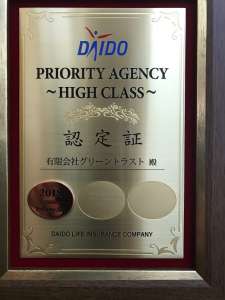 DAIDO
PRIORITY AGENCY
～HIGH CLASS～
認定証
有限会社グリーントラスト 殿
2018
DAIDO LIFE INSURANCE COMPANY